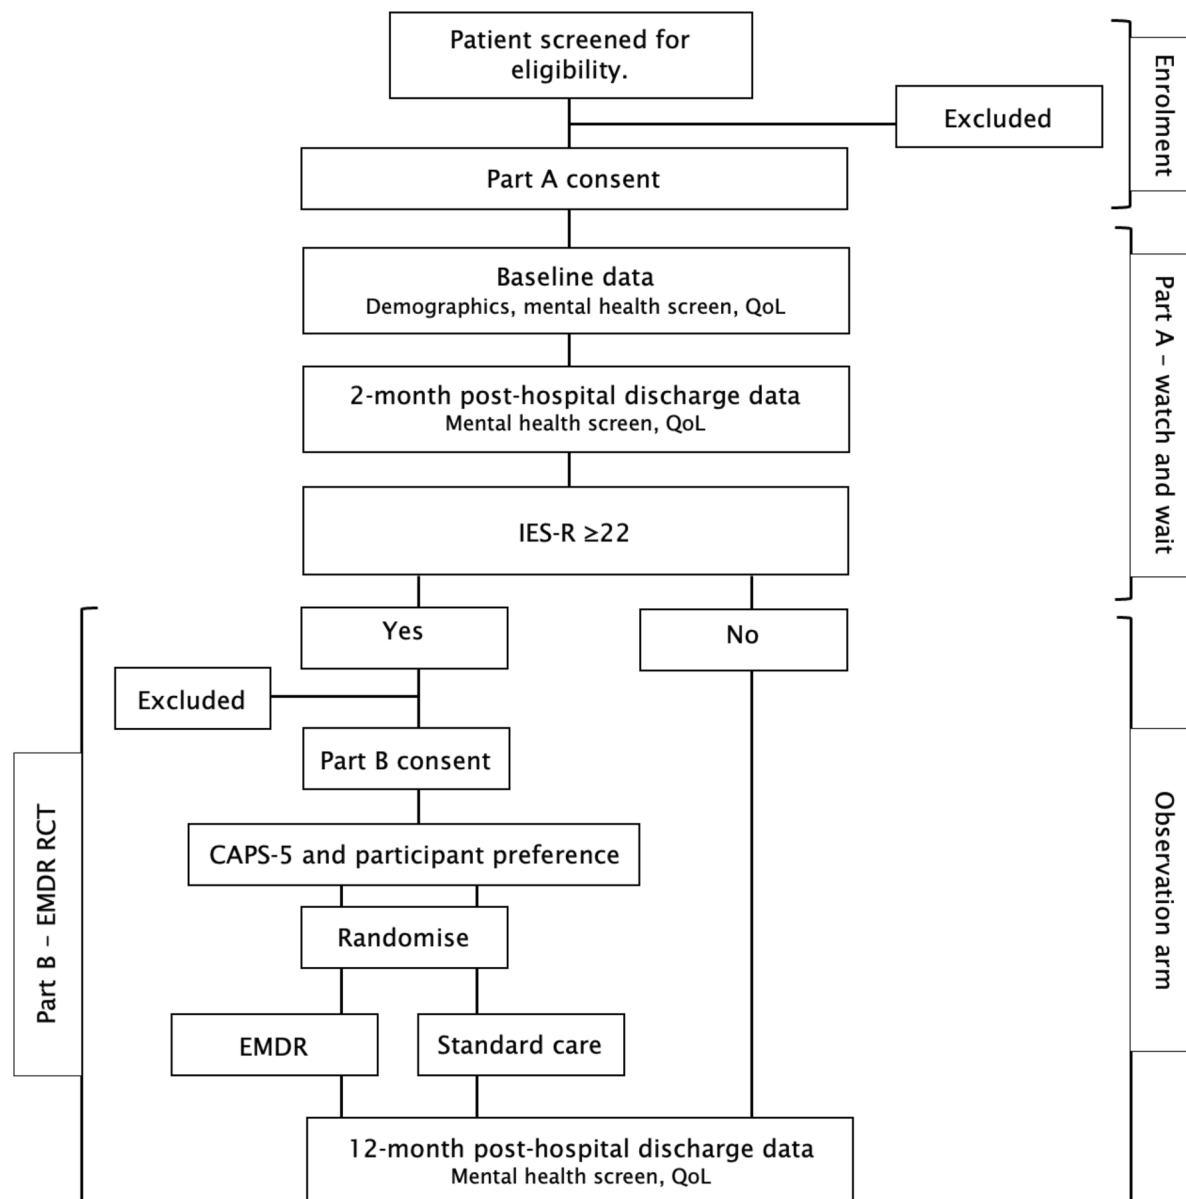 Patient screened for
eligibility.
Excluded
Enrolment
Part A consent
Baseline data
Demographics, mental health screen, QoL
2-month post-hospital discharge data
Mental health screen, QoL
Part A – watch and wait
IES-R ≥22
Yes
No
Excluded
Part B consent
CAPS-5 and participant preference
Randomise
EMDR
Standard care
Part B – EMDR RCT
Observation arm
12-month post-hospital discharge data
Mental health screen, QoL